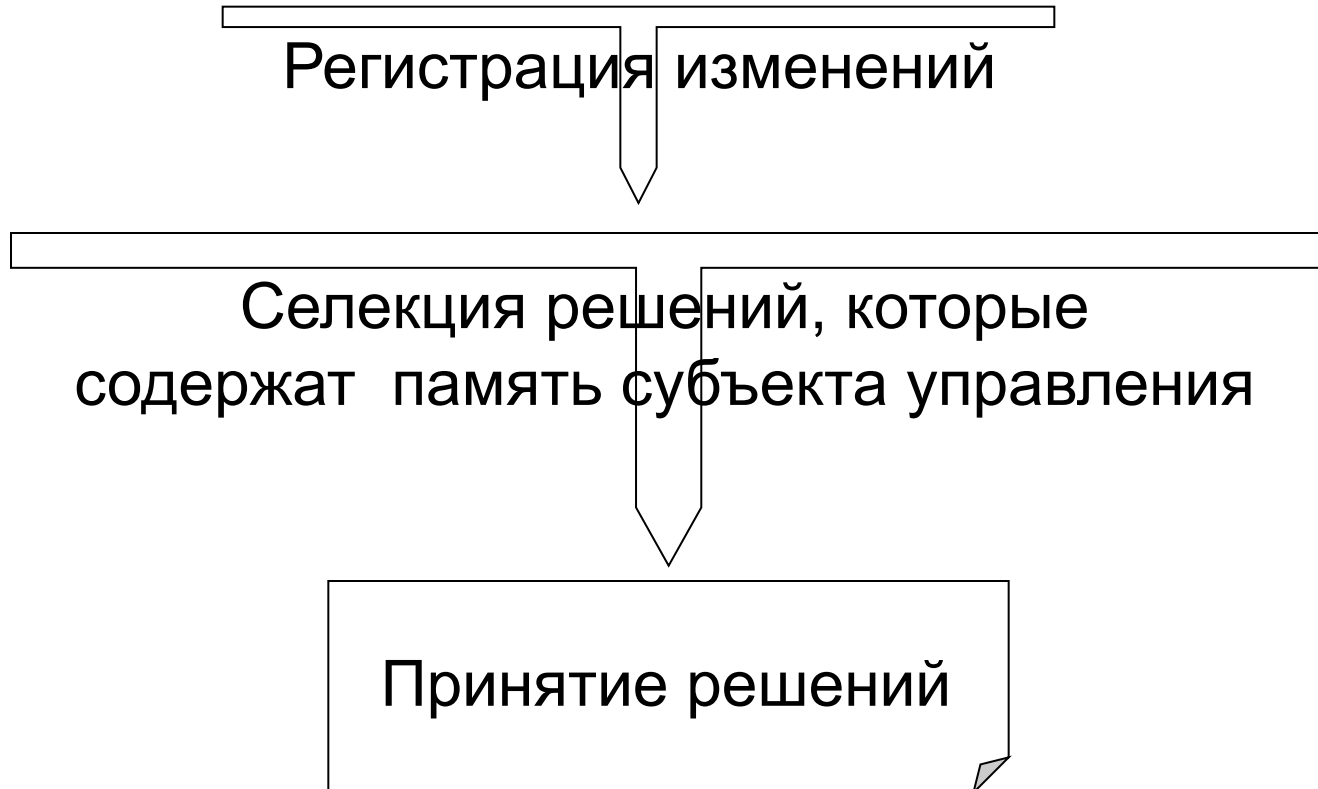 Регистрация изменений
Селекция решений, которые
содержат память субъекта управления
Принятие решений